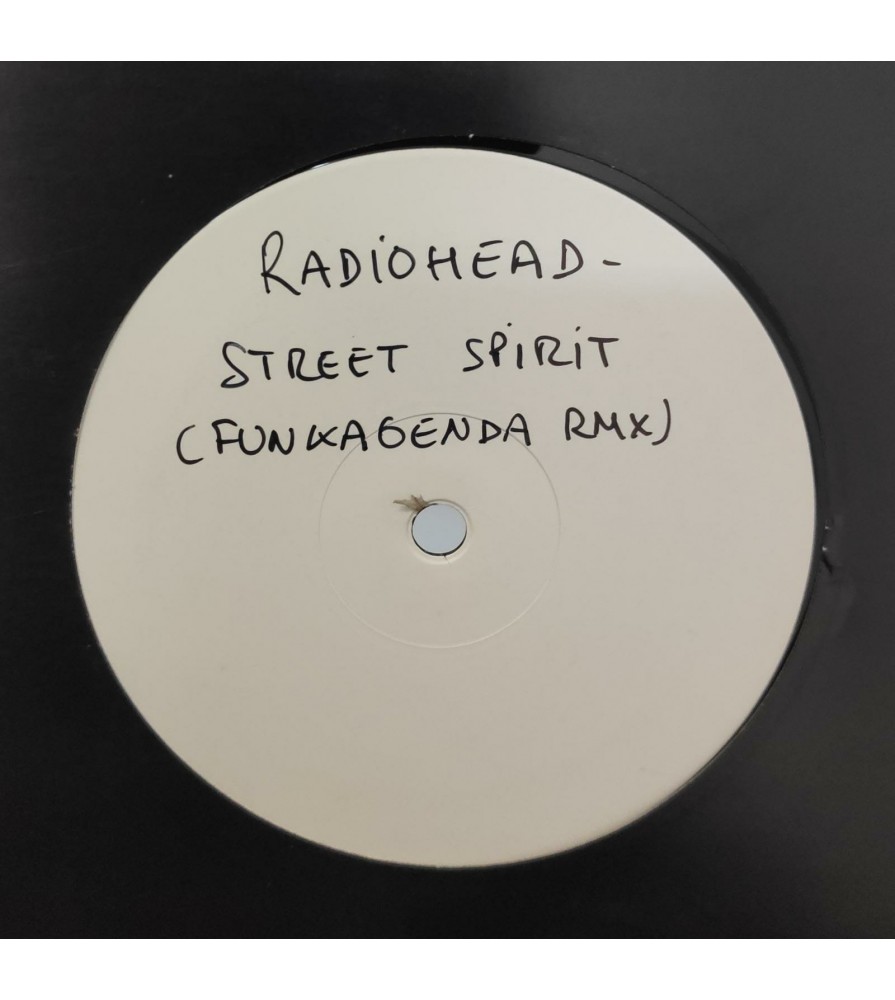 RADIOHEAD -
STREET SPIRIT
(FUNKAGENDA RMX)